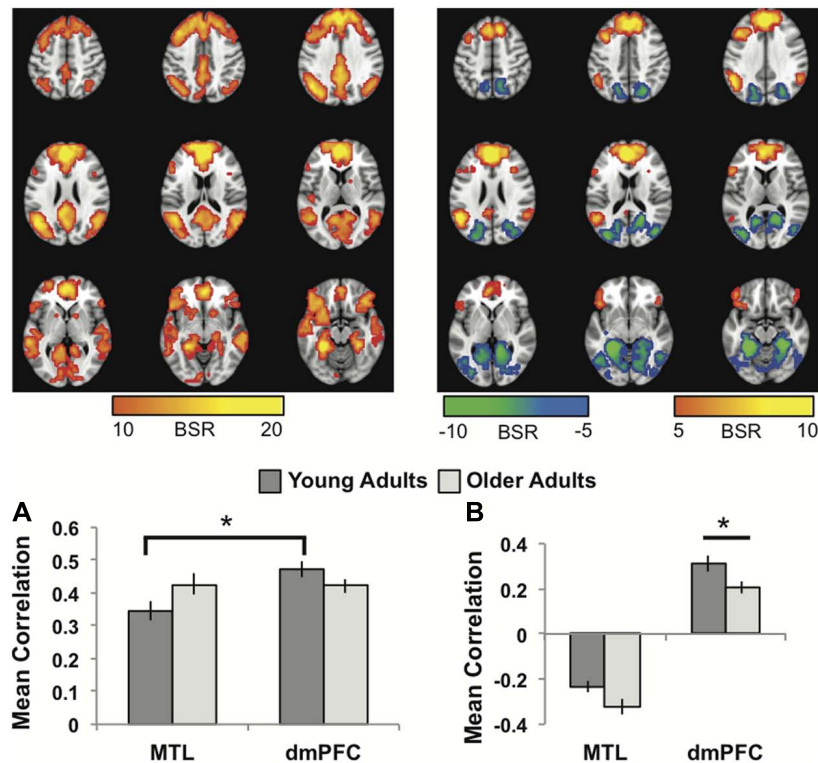 10 BSR 20
-10 BSR -5
5 BSR 10
Young Adults Older Adults
A
B
Mean Correlation
0.6
0.5
0.4
0.3
0.2
0.1
0
*
MTL dmPFC
Mean Correlation
0.4
0.2
0
-0.2
-0.4
*
MTL dmPFC